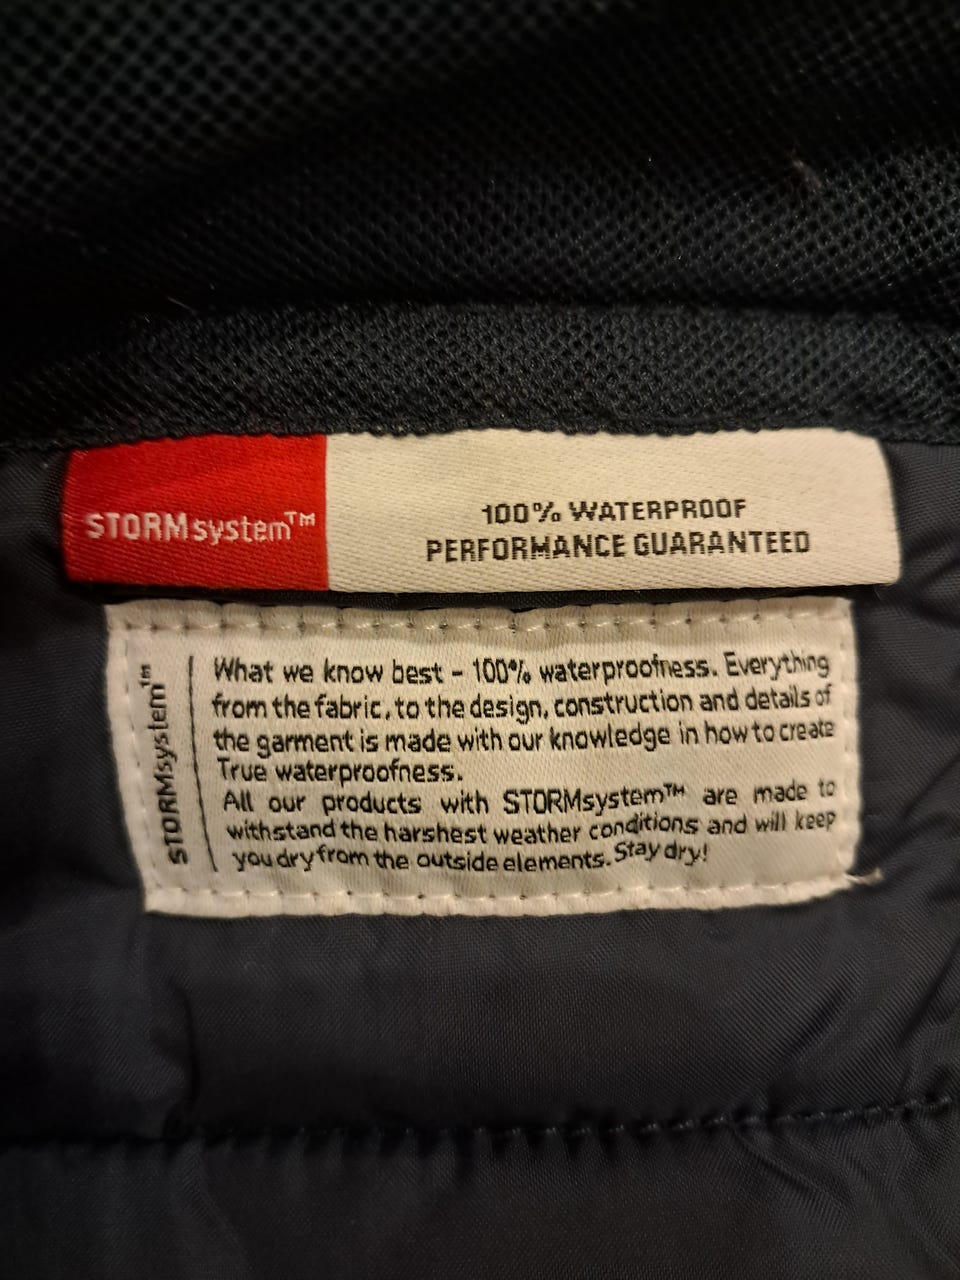 STORMsystem™
100% WATERPROOF
PERFORMANCE GUARANTEED
STORMsystem™
What we know best - 100% waterproofness. Everything
from the fabric, to the design, construction and details of
the garment is made with our knowledge in how to create
True waterproofness.
All our products with STORMsystem™ are made to
withstand the harshest weather conditions and will keep
you dry from the outside elements. Stay dry!